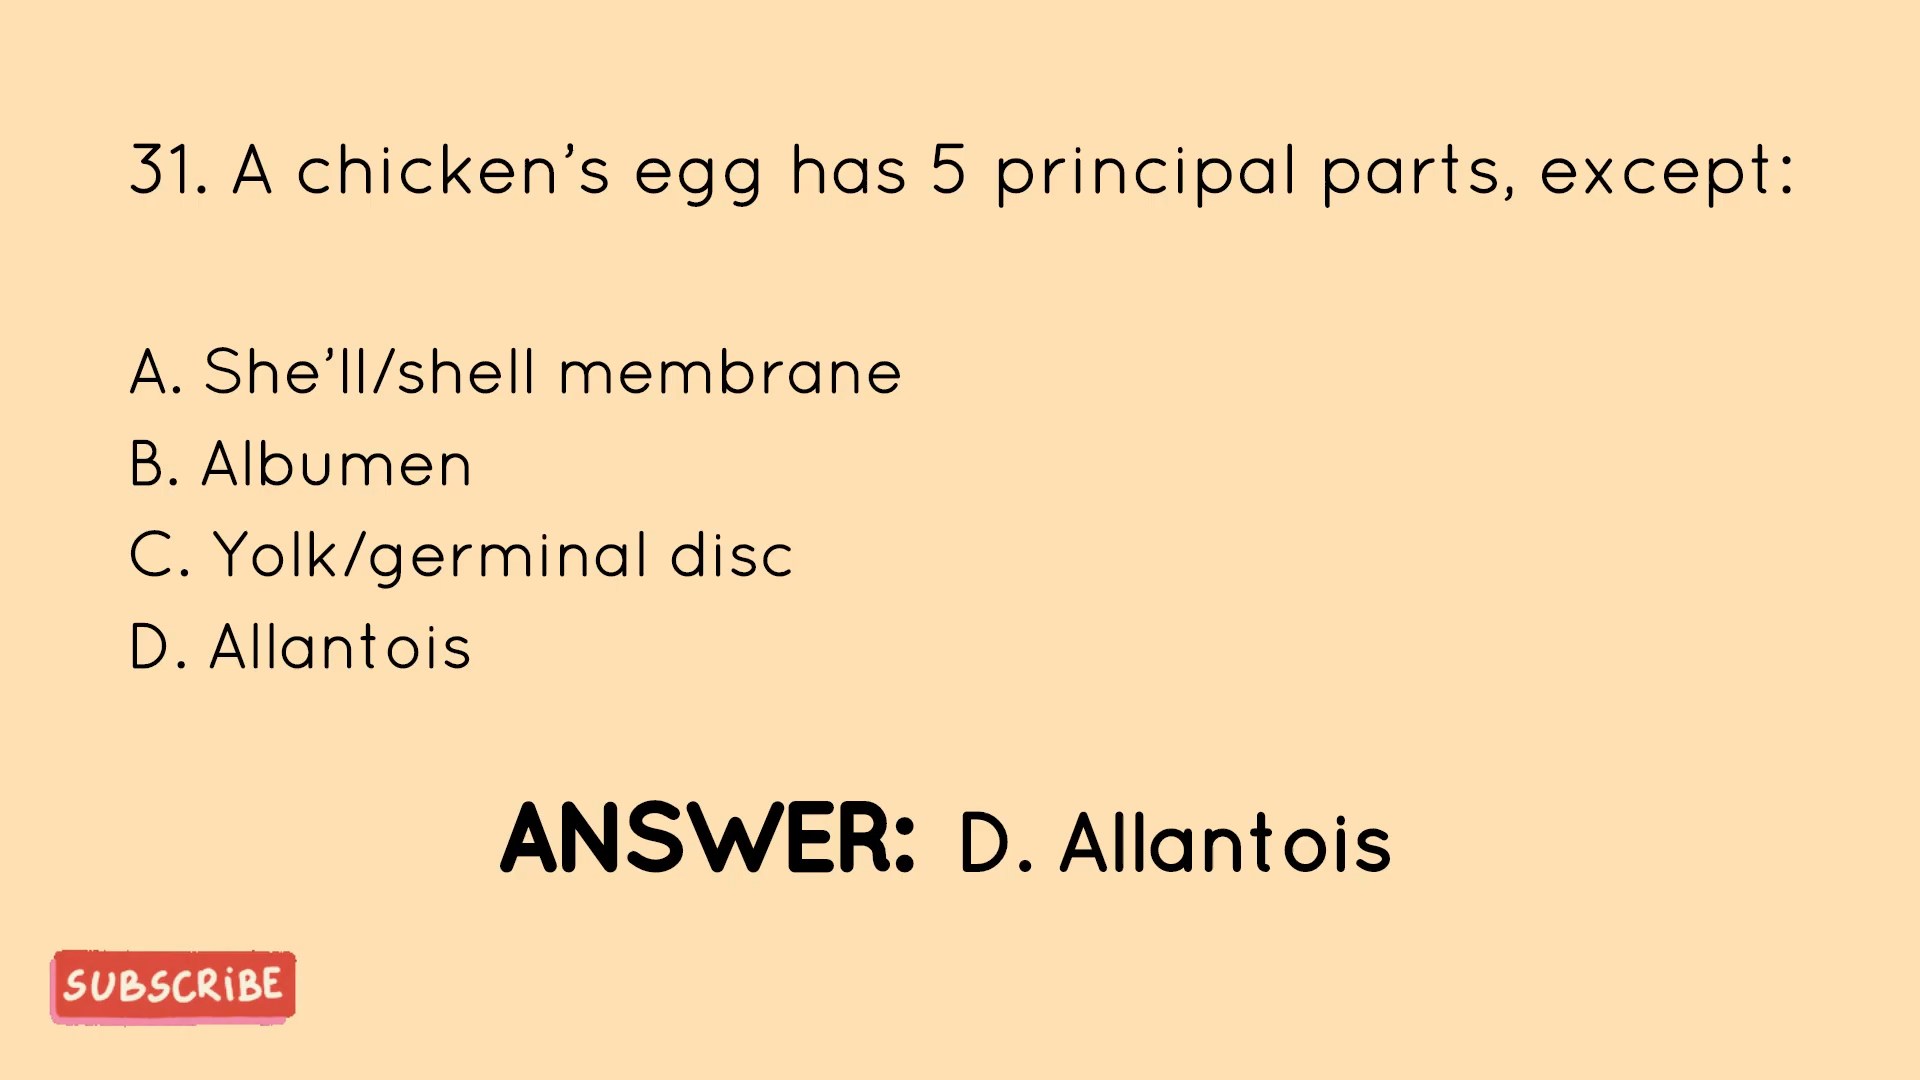 31. A chicken’s egg has 5 principal parts, except:
A. She’ll/shell membrane
B. Albumen
C. Yolk/germinal disc
D. Allantois
ANSWER: D. Allantois
SUBSCRiBE